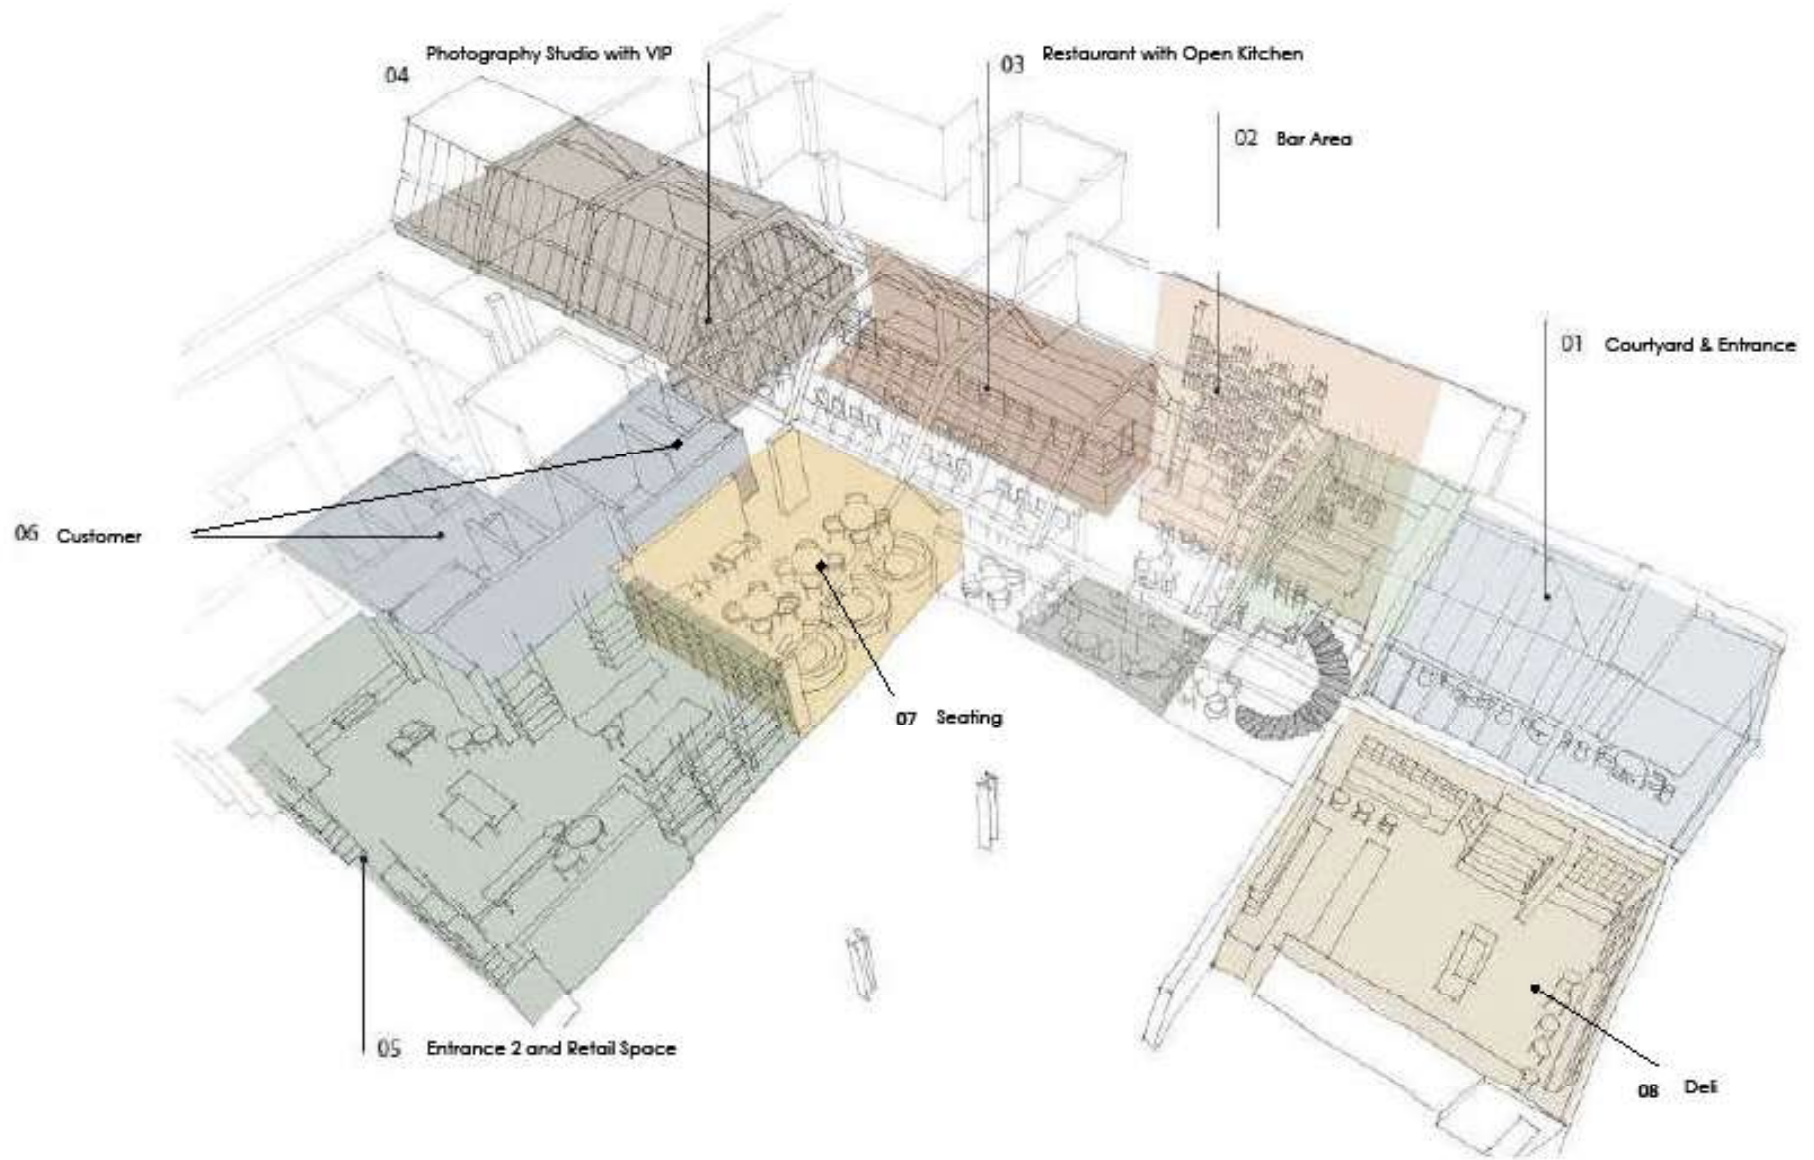 04 Photography Studio with VIP
03 Restaurant with Open Kitchen
02 Bar Area
01 Courtyard & Entrance
06 Customer
07 Seating
05 Entrance 2 and Retail Space
08 Deli